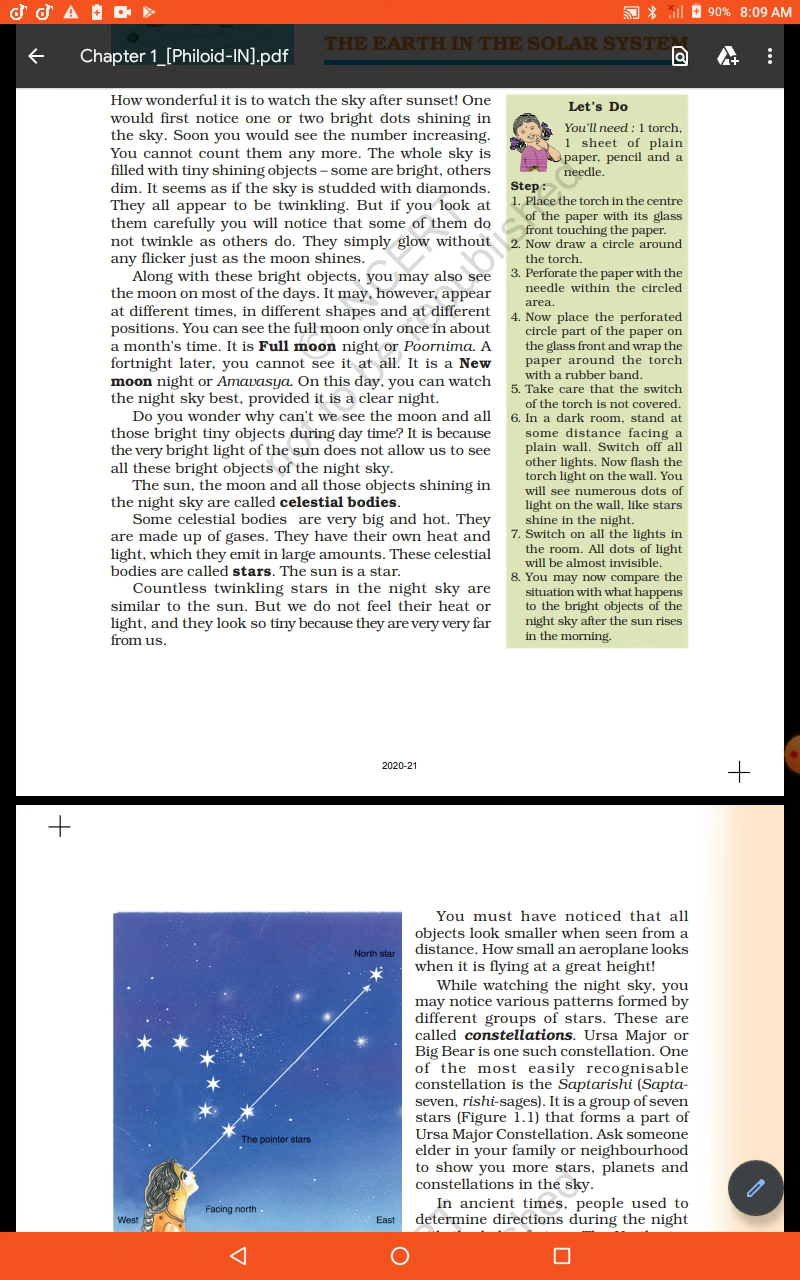 90% 8:09 AM
THE EARTH IN THE SOLAR SYSTEM
Chapter 1_[Philoid-IN].pdf
How wonderful it is to watch the sky after sunset! One
would first notice one or two bright dots shining in
the sky. Soon you would see the number increasing.
You cannot count them any more. The whole sky is
filled with tiny shining objects – some are bright, others
dim. It seems as if the sky is studded with diamonds.
They all appear to be twinkling. But if you look at
them carefully you will notice that some of them do
not twinkle as others do. They simply glow without
any flicker just as the moon shines.
Along with these bright objects, you may also see
the moon on most of the days. It may, however, appear
at different times, in different shapes and at different
positions. You can see the full moon only once in about
a month's time. It is Full moon night or Poornima. A
fortnight later, you cannot see it at all. It is a New
moon night or Amavasya. On this day, you can watch
the night sky best, provided it is a clear night.
Do you wonder why can't we see the moon and all
those bright tiny objects during day time? It is because
the very bright light of the sun does not allow us to see
all these bright objects of the night sky.
The sun, the moon and all those objects shining in
the night sky are called celestial bodies.
Some celestial bodies are very big and hot. They
are made up of gases. They have their own heat and
light, which they emit in large amounts. These celestial
bodies are called stars. The sun is a star.
Countless twinkling stars in the night sky are
similar to the sun. But we do not feel their heat or
light, and they look so tiny because they are very very far
from us.
Let's Do
You'll need : 1 torch,
1 sheet of plain
paper, pencil and a
needle.
Step :
1. Place the torch in the centre
of the paper with its glass
front touching the paper.
2. Now draw a circle around
the torch.
3. Perforate the paper with the
needle within the circled
area.
4. Now place the perforated
circle part of the paper on
the glass front and wrap the
paper around the torch
with a rubber band.
5. Take care that the switch
of the torch is not covered.
6. In a dark room, stand at
some distance facing a
plain wall. Switch off all
other lights. Now flash the
torch light on the wall. You
will see numerous dots of
light on the wall, like stars
shine in the night.
7. Switch on all the lights in
the room. All dots of light
will be almost invisible.
8. You may now compare the
situation with what happens
to the bright objects of the
night sky after the sun rises
in the morning.
© NCERT
not to be republished
2020-21
North star
The pointer stars
Facing north
West
East
You must have noticed that all
objects look smaller when seen from a
distance. How small an aeroplane looks
when it is flying at a great height!
While watching the night sky, you
may notice various patterns formed by
different groups of stars. These are
called constellations. Ursa Major or
Big Bear is one such constellation. One
of the most easily recognisable
constellation is the Saptarishi (Sapta-
seven, rishi-sages). It is a group of seven
stars (Figure 1.1) that forms a part of
Ursa Major Constellation. Ask someone
elder in your family or neighbourhood
to show you more stars, planets and
constellations in the sky.
In ancient times, people used to
determine directions during the night